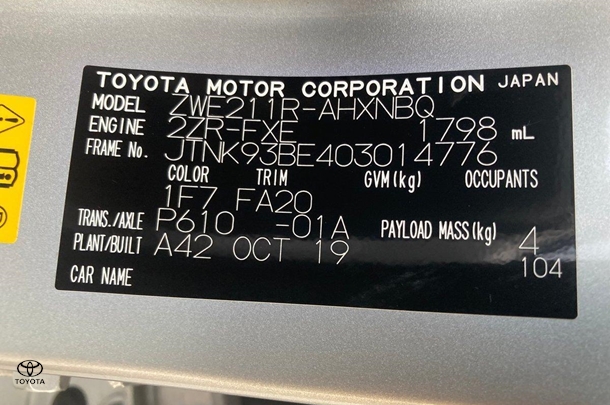 TOYOTA MOTOR CORPORATION JAPAN
MODEL ZWE211R-AHXNBQ
ENGINE 2ZR-FXE 1798 mL
FRAME No. JTNK93BE403014776
COLOR TRIM GVM(kg) OCCUPANTS
1F7 FA20
TRANS./AXLE P610 -01A PAYLOAD MASS(kg) 4
PLANT/BUILT A42 OCT 19 104
CAR NAME
TOYOTA